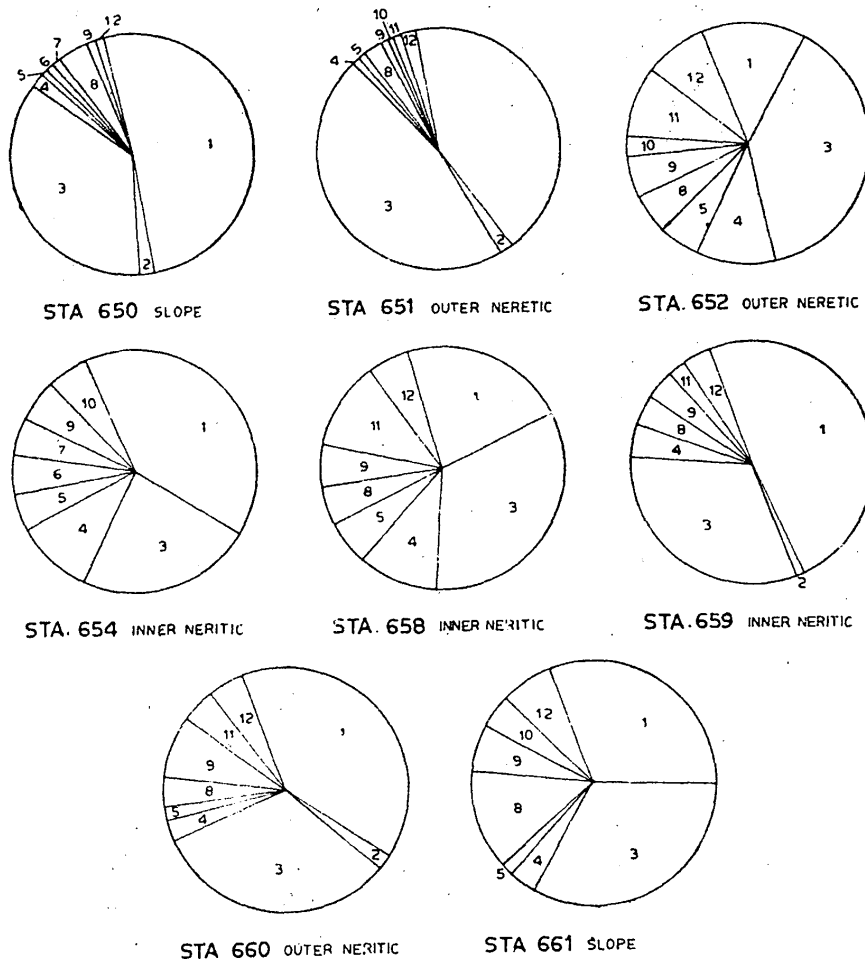 10
9 12 9 11
7 10 12
6 5 8 1
5 8 4 12
4 8 1 11 3
10
3 3 9
8
5 4
2 2
STA 650 SLOPE STA 651 OUTER NERETIC STA. 652 OUTER NERETIC
10 12 11 12
9 1 1 9 1
7 11 8
6 9 4
5 8 3
4 5 3
3 4 2
STA. 654 INNER NERITIC STA. 658 INNER NERITIC STA. 659 INNER NERITIC
12 12 1
11 10
9 9
8 8
5 4 2 3
3 5 4
STA 660 OUTER NERITIC STA 661 SLOPE